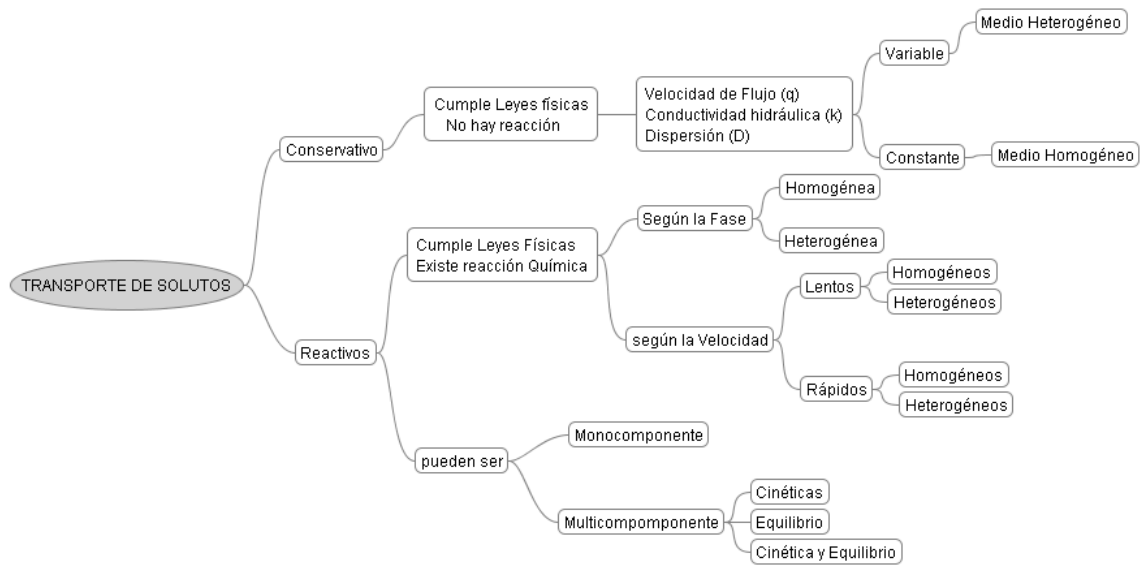 TRANSPORTE DE SOLUTOS
Conservativo
Cumple Leyes físicas
No hay reacción
Velocidad de Flujo (q)
Conductividad hidráulica (k)
Dispersión (D)
Variable
Medio Heterogéneo
Constante
Medio Homogéneo
Reactivos
Cumple Leyes Físicas
Existe reacción Química
Según la Fase
Homogénea
Heterogénea
según la Velocidad
Lentos
Homogéneos
Heterogéneos
Rápidos
Homogéneos
Heterogéneos
pueden ser
Monocomponente
Multicompomponente
Cinéticas
Equilibrio
Cinética y Equilibrio